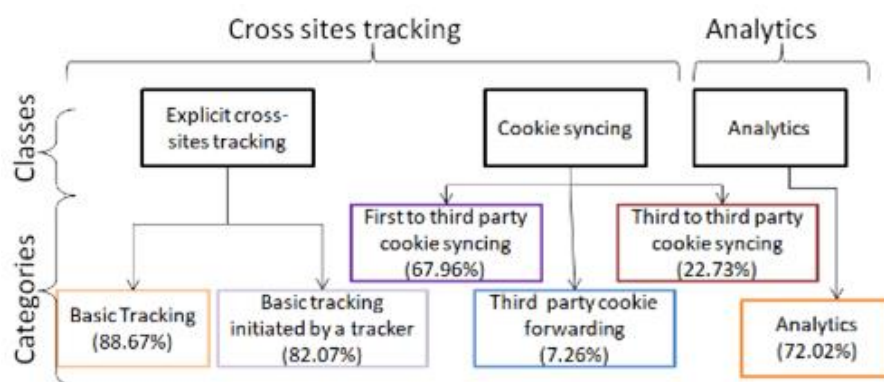 Cross sites tracking
Analytics
Classes
Explicit cross-
sites tracking
Cookie syncing
Analytics
Categories
First to third party
cookie syncing
(67.96%)
Third to third party
cookie syncing
(22.73%)
Basic Tracking
(88.67%)
Basic tracking
initiated by a tracker
(82.07%)
Third party cookie
forwarding
(7.26%)
Analytics
(72.02%)